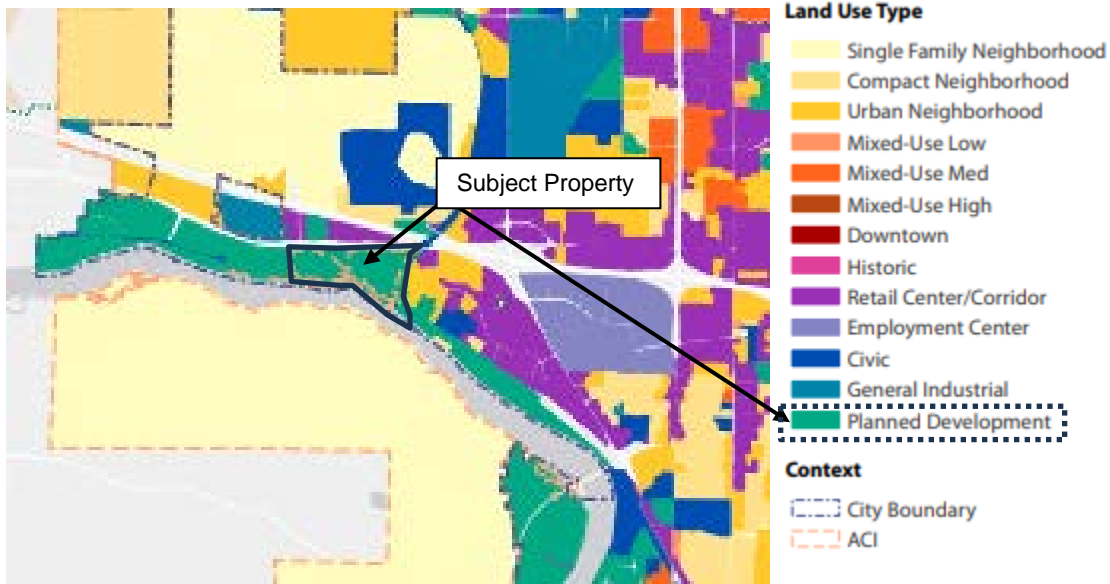 Subject Property
Land Use Type
Single Family Neighborhood
Compact Neighborhood
Urban Neighborhood
Mixed-Use Low
Mixed-Use Med
Mixed-Use High
Downtown
Historic
Retail Center/Corridor
Employment Center
Civic
General Industrial
Planned Development
Context
City Boundary
ACI